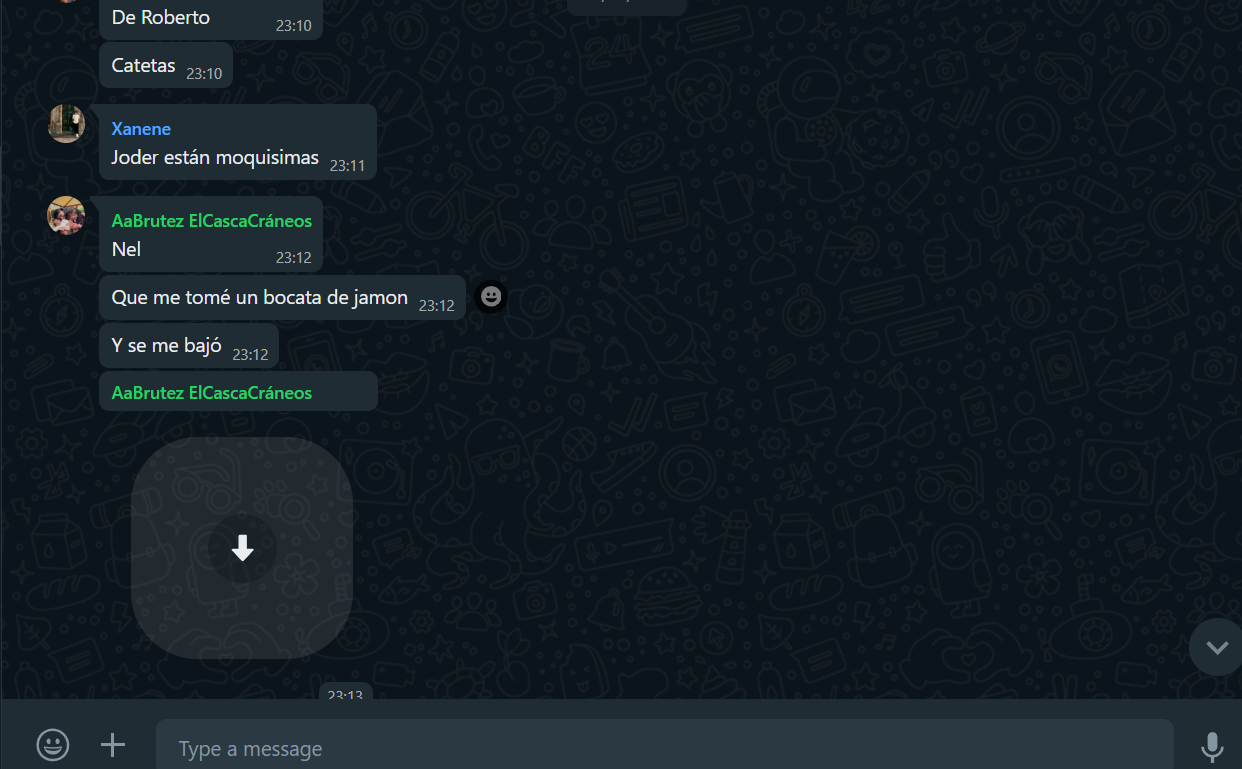 De Roberto
23:10
Catetas
23:10
Xanene
Joder están moquisimas
23:11
AaBrutez ElCascaCráneos
Nel
23:12
Que me tomé un bocata de jamon
23:12
Y se me bajó
23:12
AaBrutez ElCascaCráneos
23:13
Type a message